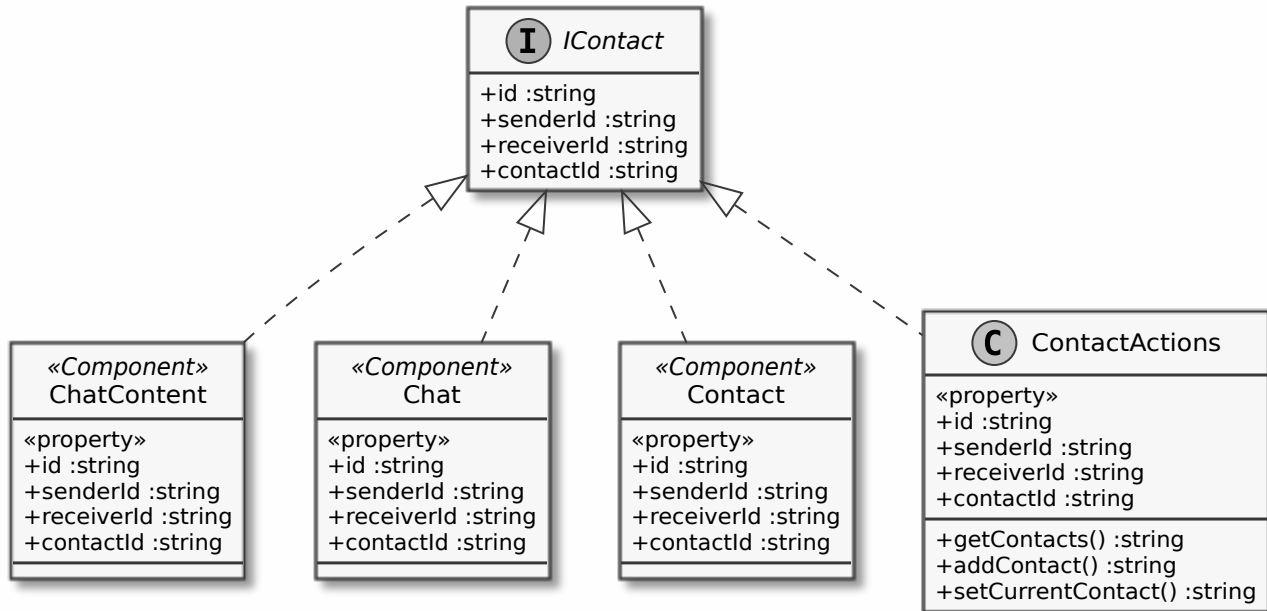 I IContact
+id :string
+senderId :string
+receiverId :string
+contactId :string
«Component»
ChatContent
«property»
+id :string
+senderId :string
+receiverId :string
+contactId :string
«Component»
Chat
«property»
+id :string
+senderId :string
+receiverId :string
+contactId :string
«Component»
Contact
«property»
+id :string
+senderId :string
+receiverId :string
+contactId :string
C ContactActions
«property»
+id :string
+senderId :string
+receiverId :string
+contactId :string
+getContacts() :string
+addContact() :string
+setCurrentContact() :string